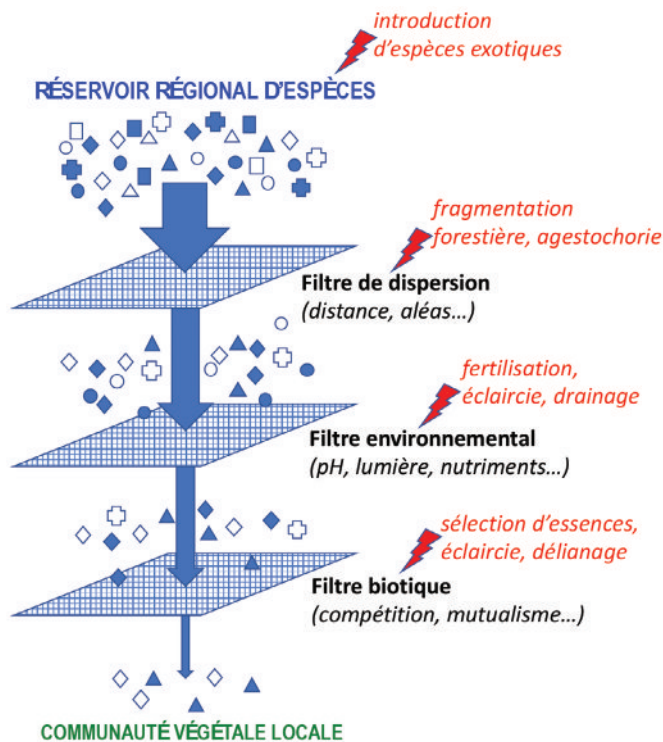 introduction
d'espèces exotiques
RÉSERVOIR RÉGIONAL D'ESPÈCES
fragmentation
forestière, agestochorie
Filtre de dispersion
(distance, aléas...)
fertilisation,
éclaircie, drainage
Filtre environnemental
(pH, lumière, nutriments...)
sélection d'essences,
éclaircie, délianage
Filtre biotique
(compétition, mutualisme...)
COMMUNAUTÉ VÉGÉTALE LOCALE